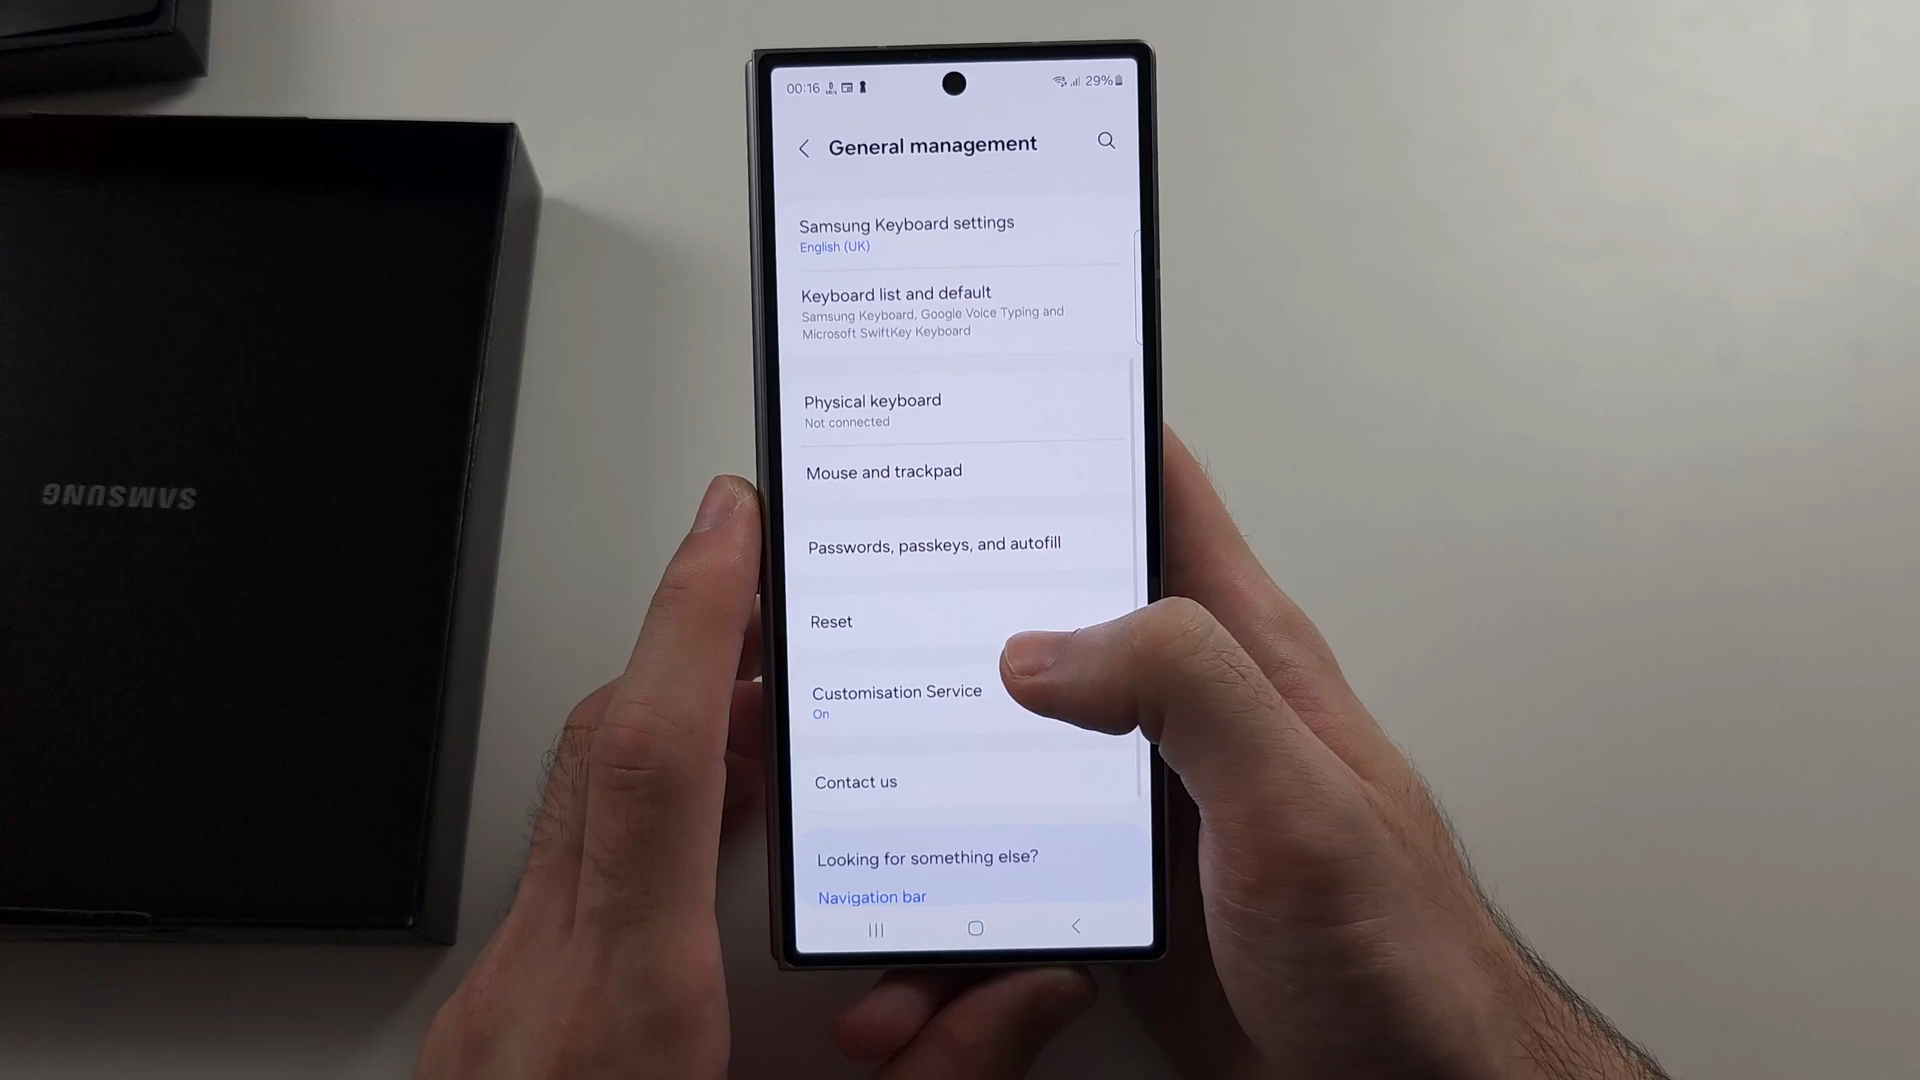 00:16
29%
General management
Samsung Keyboard settings
English (UK)
Keyboard list and default
Samsung Keyboard, Google Voice Typing and
Microsoft SwiftKey Keyboard
Physical keyboard
Not connected
Mouse and trackpad
Passwords, passkeys, and autofill
Reset
Customisation Service
On
Contact us
Looking for something else?
Navigation bar
SAMSUNG